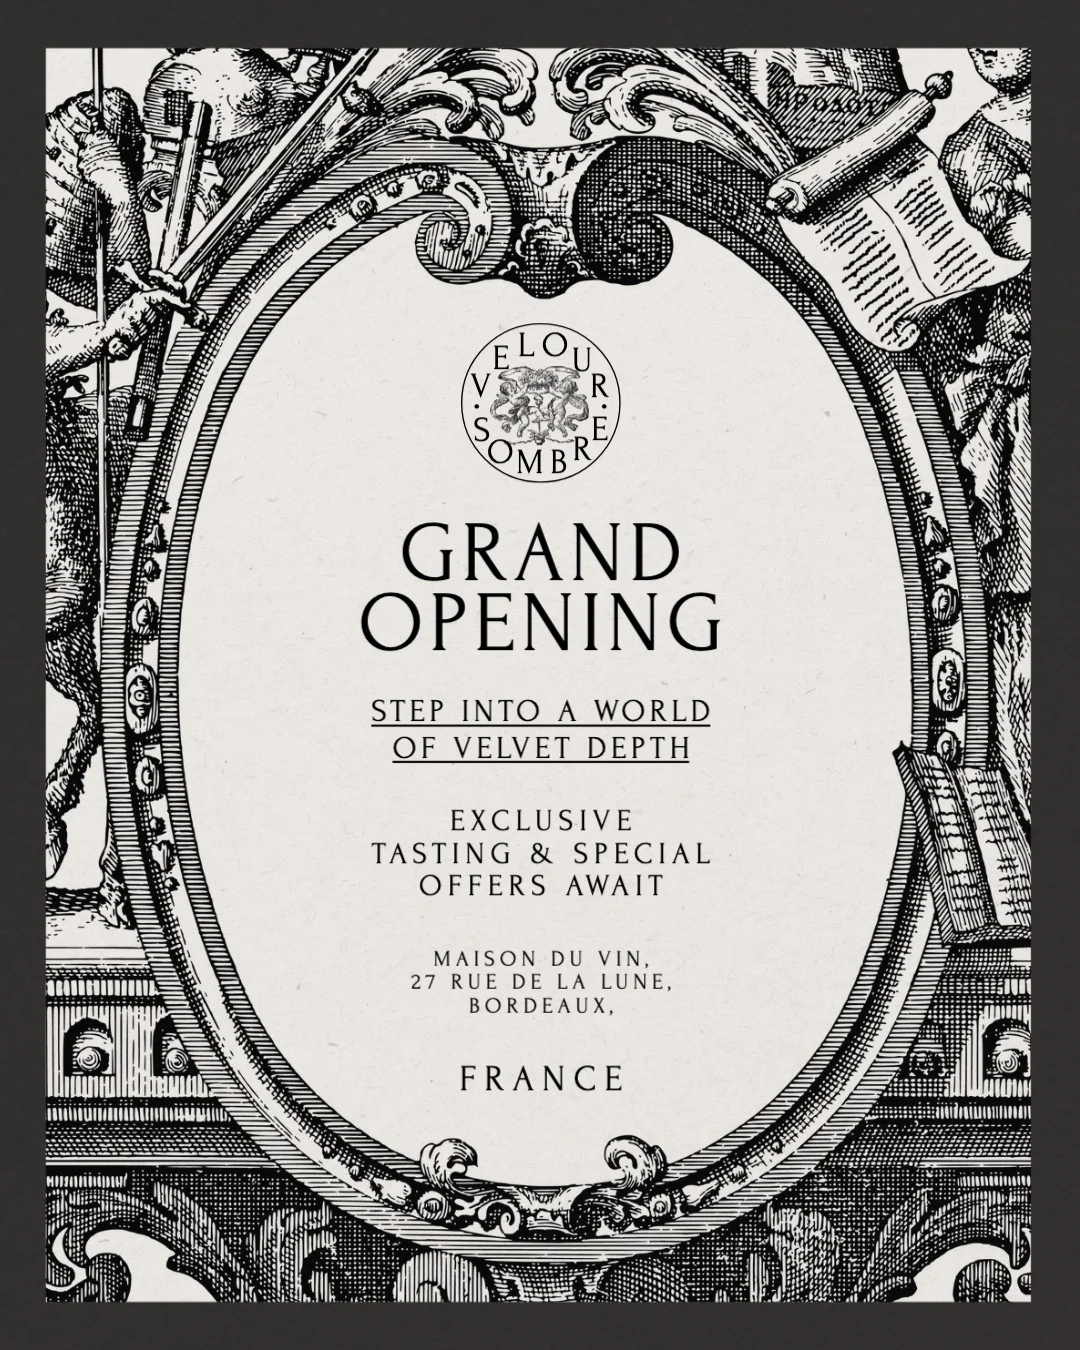 VELOUR
SOMBRE
GRAND
OPENING
STEP INTO A WORLD
OF VELVET DEPTH
EXCLUSIVE
TASTING & SPECIAL
OFFERS AWAIT
MAISON DU VIN,
27 RUE DE LA LUNE,
BORDEAUX,
FRANCE